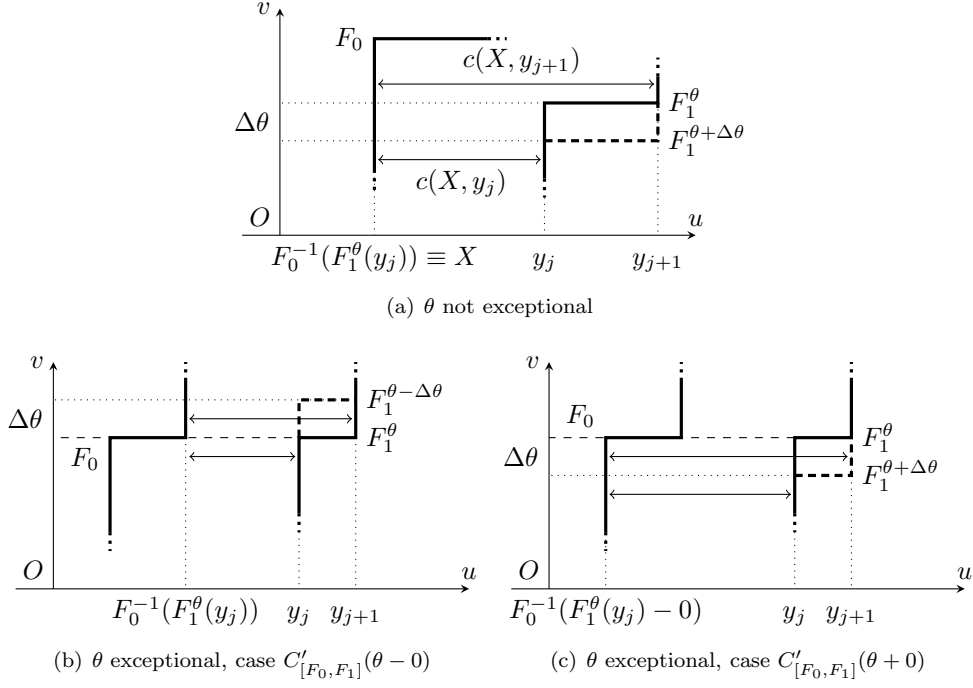 v
F_0
c(X, y_{j+1})
F_1^θ
Δθ
F_1^{θ+Δθ}
c(X, y_j)
O
u
F_0^{-1}(F_1^θ(y_j)) ≡ X y_j y_{j+1}
(a) θ not exceptional
v
F_1^{θ−Δθ}
Δθ
F_1^θ
F_0
O
u
F_0^{-1}(F_1^θ(y_j)) y_j y_{j+1}
(b) θ exceptional, case C′_{[F_0,F_1]}(θ − 0)
v
F_0
F_1^θ
Δθ
F_1^{θ+Δθ}
O
u
F_0^{-1}(F_1^θ(y_j) − 0) y_j y_{j+1}
(c) θ exceptional, case C′_{[F_0,F_1]}(θ + 0)